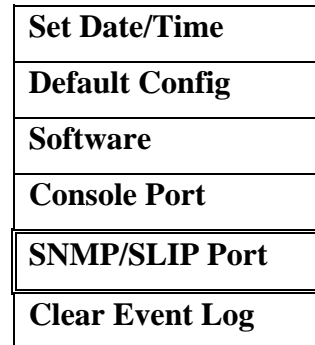 Set Date/Time
Default Config
Software
Console Port
SNMP/SLIP Port
Clear Event Log